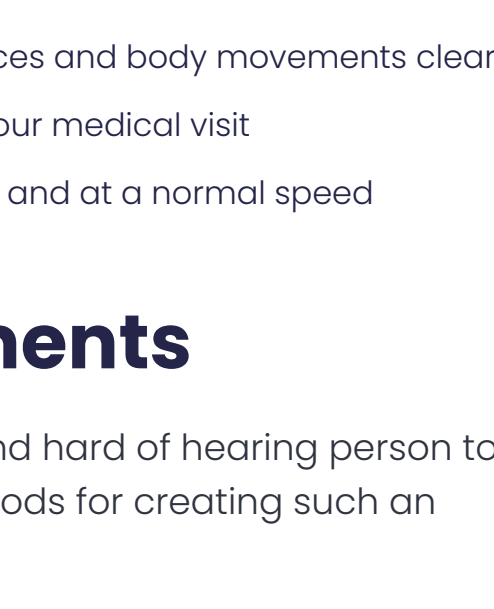 ces and body movements clear
our medical visit
and at a normal speed
ments
nd hard of hearing person to
ods for creating such an